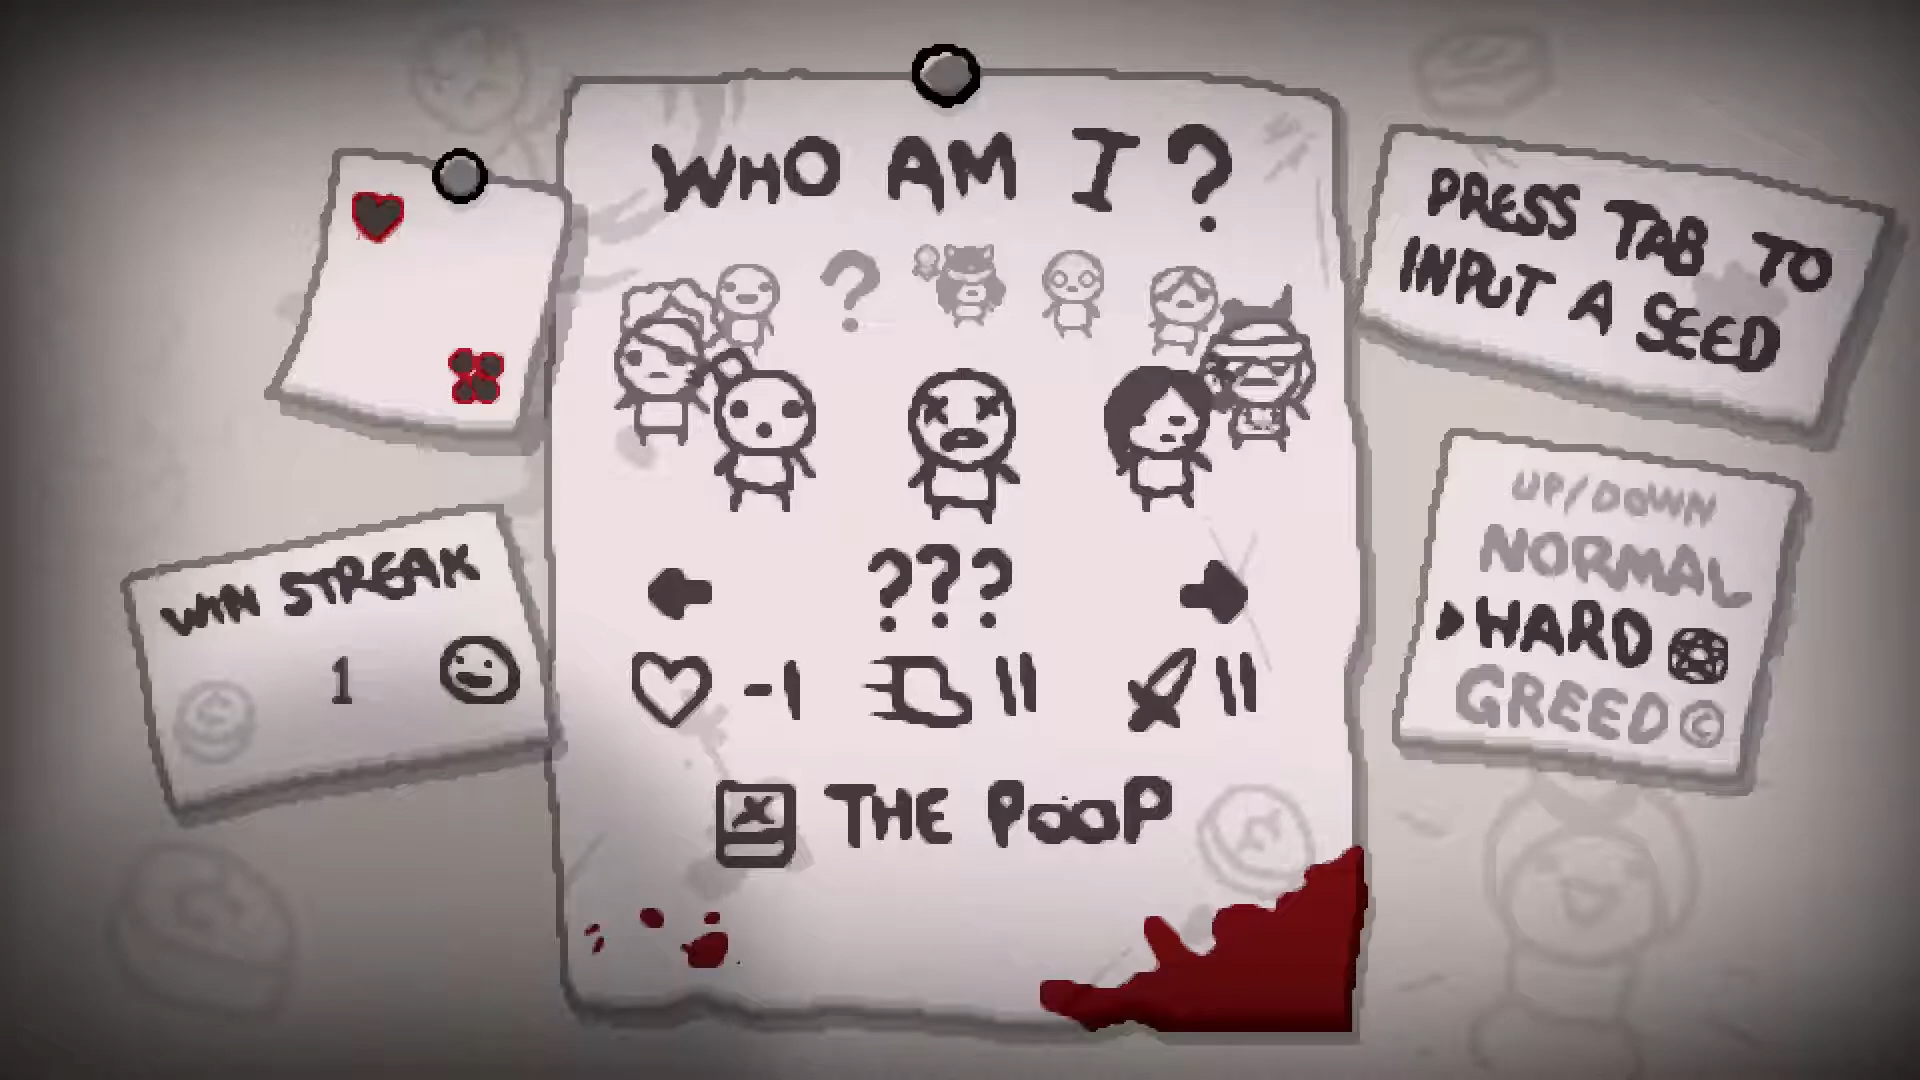 WHO AM I?
?
PRESS TAB TO
INPUT A SEED
WIN STREAK
1
UP/DOWN
NORMAL
HARD
GREED
???
-1
THE POOP